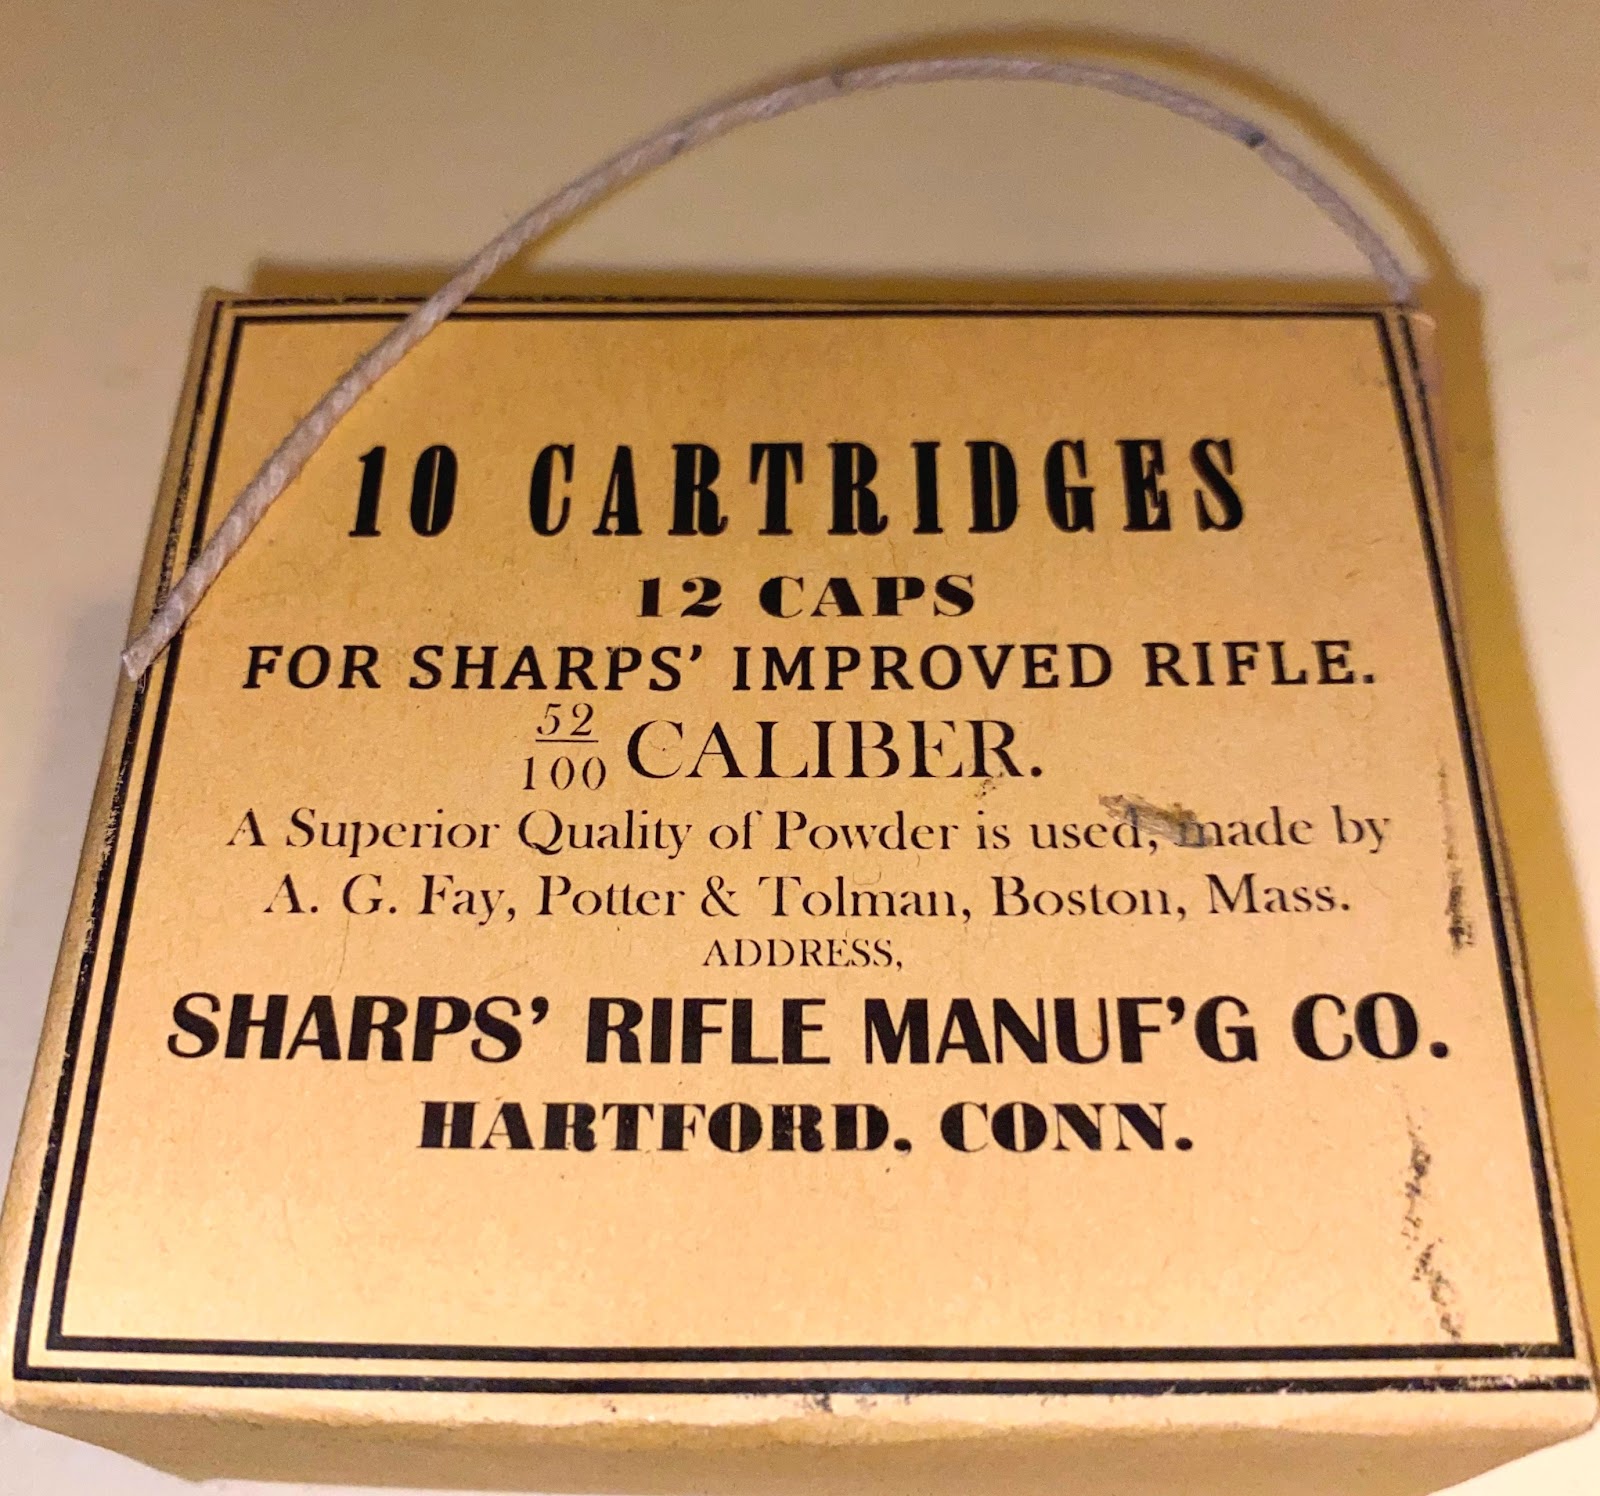 10 CARTRIDGES
12 CAPS
FOR SHARPS' IMPROVED RIFLE.
52/100 CALIBER.
A Superior Quality of Powder is used, made by
A. G. Fay, Potter & Tolman, Boston, Mass.
ADDRESS,
SHARPS' RIFLE MANUF'G CO.
HARTFORD, CONN.